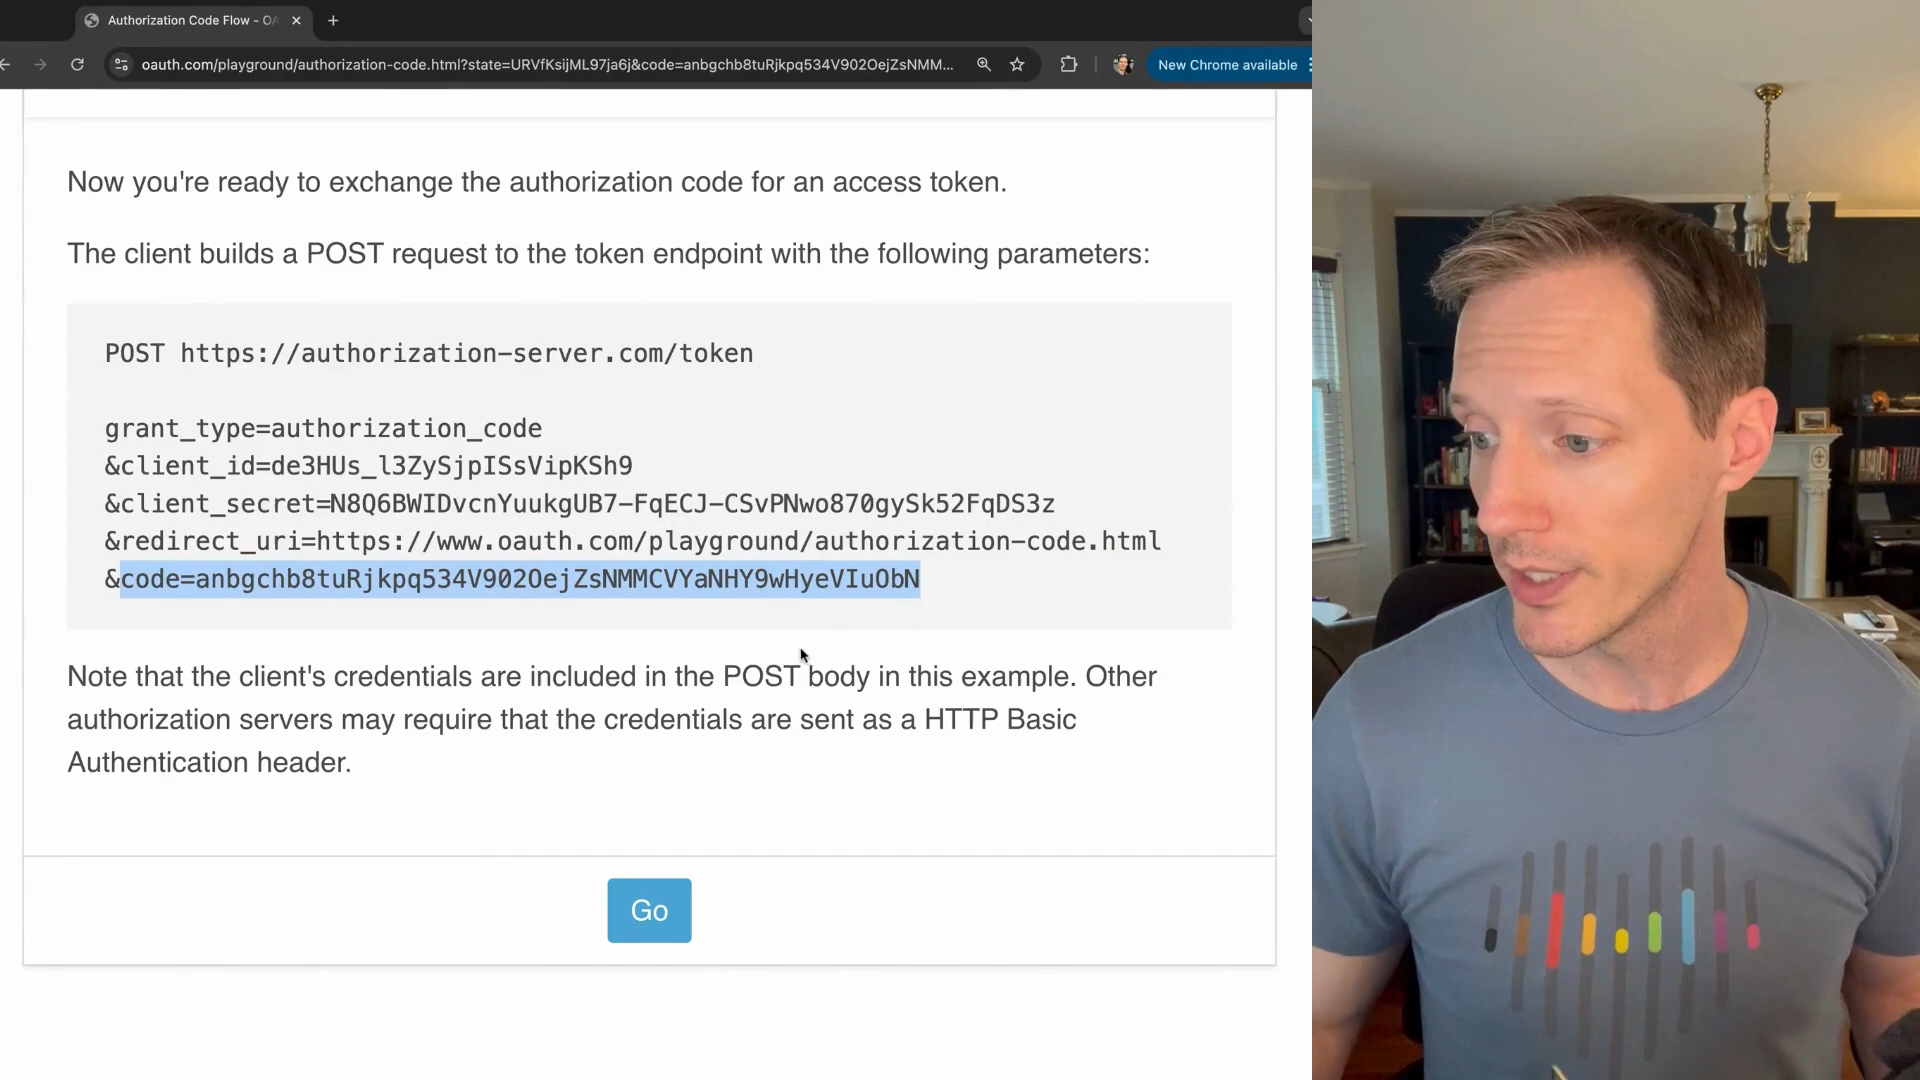 Authorization Code Flow - OA
oauth.com/playground/authorization-code.html?state=URVfKsijML97ja6j&code=anbgchb8tuRjkpq534V902OejZsNMM...
New Chrome available
Now you're ready to exchange the authorization code for an access token.
The client builds a POST request to the token endpoint with the following parameters:
POST https://authorization-server.com/token
grant_type=authorization_code
&client_id=de3HUs_l3ZySjpISsVipKSh9
&client_secret=N8Q6BWIDvcnYuukgUB7-FqECJ-CSvPNwo870gySk52FqDS3z
&redirect_uri=https://www.oauth.com/playground/authorization-code.html
&code=anbgchb8tuRjkpq534V902OejZsNMMCVYaNHY9wHyeVIuObN
Note that the client's credentials are included in the POST body in this example. Other
authorization servers may require that the credentials are sent as a HTTP Basic
Authentication header.
Go